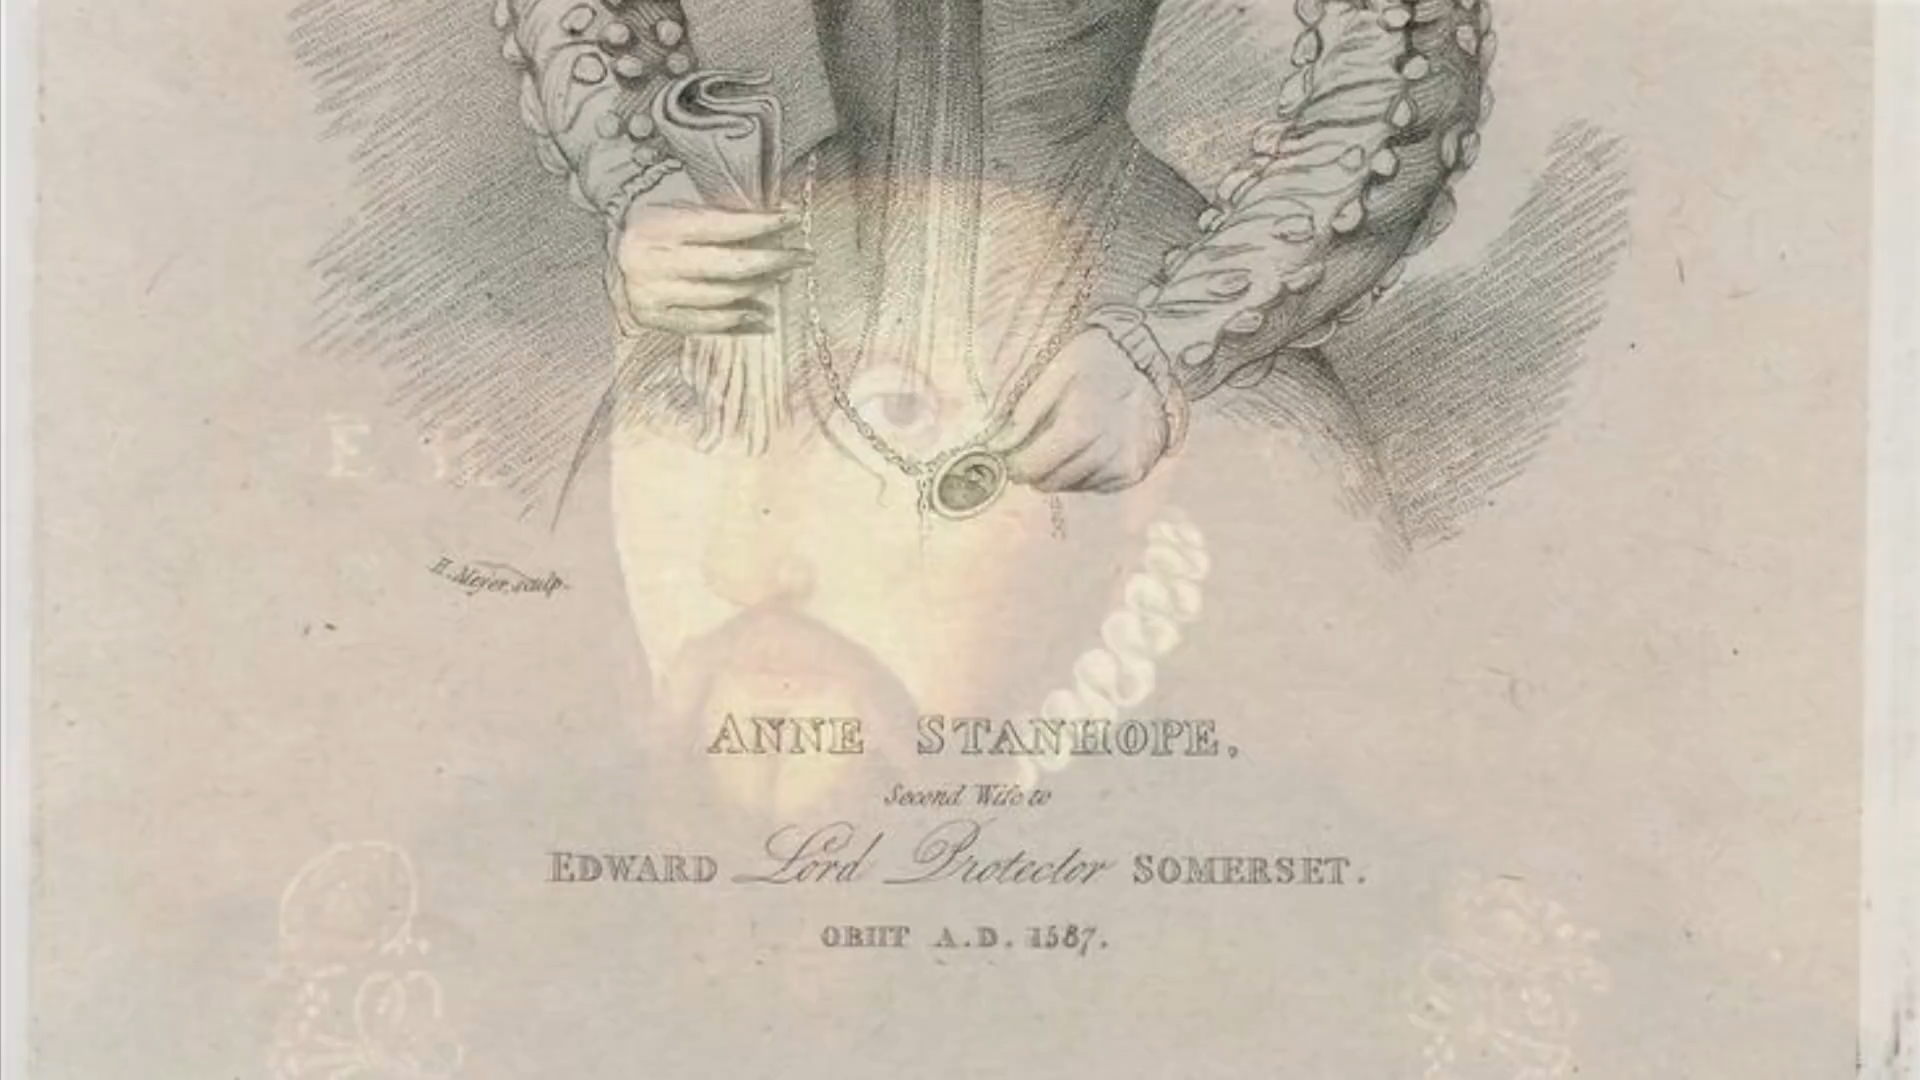 H. Meyer, sculp.
ANNE STANHOPE,
Second Wife to
EDWARD Lord Protector SOMERSET.
OBIIT A.D. 1587.